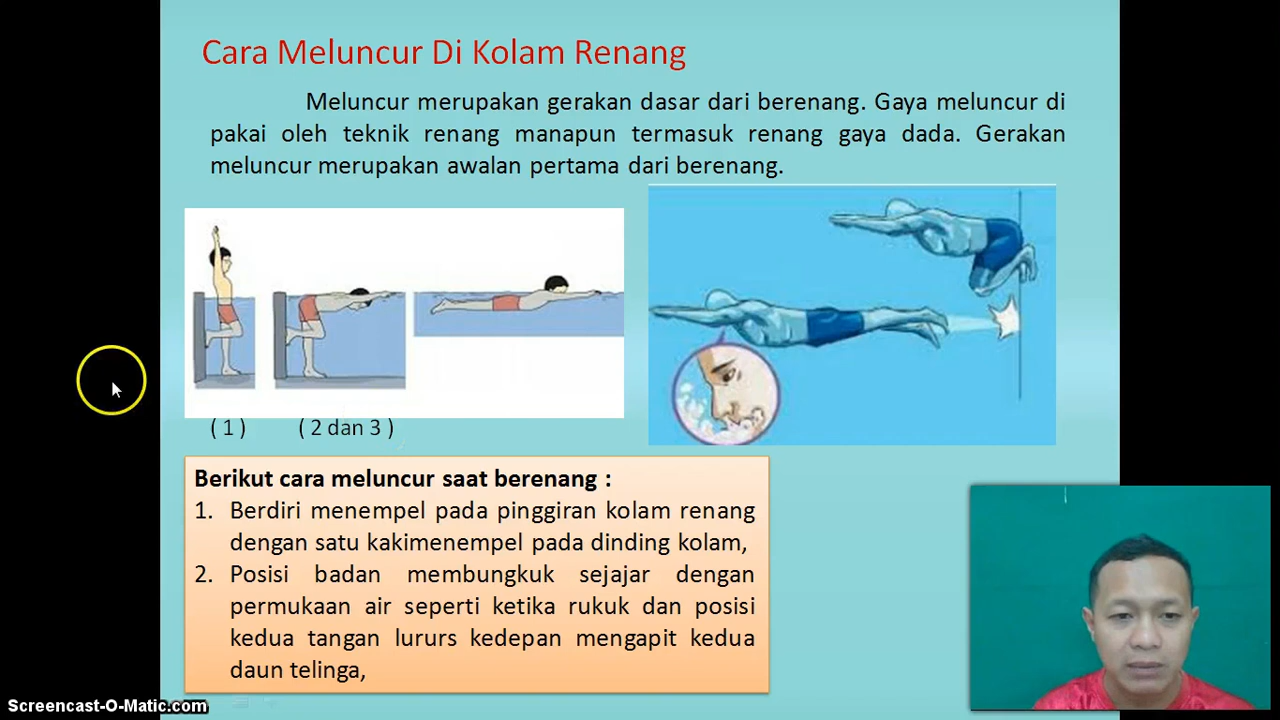 Cara Meluncur Di Kolam Renang
Meluncur merupakan gerakan dasar dari berenang. Gaya meluncur di
pakai oleh teknik renang manapun termasuk renang gaya dada. Gerakan
meluncur merupakan awalan pertama dari berenang.
( 1 )
( 2 dan 3 )
Berikut cara meluncur saat berenang :
1. Berdiri menempel pada pinggiran kolam renang
dengan satu kakimenempel pada dinding kolam,
2. Posisi badan membungkuk sejajar dengan
permukaan air seperti ketika rukuk dan posisi
kedua tangan lururs kedepan mengapit kedua
daun telinga,
Screencast-O-Matic.com